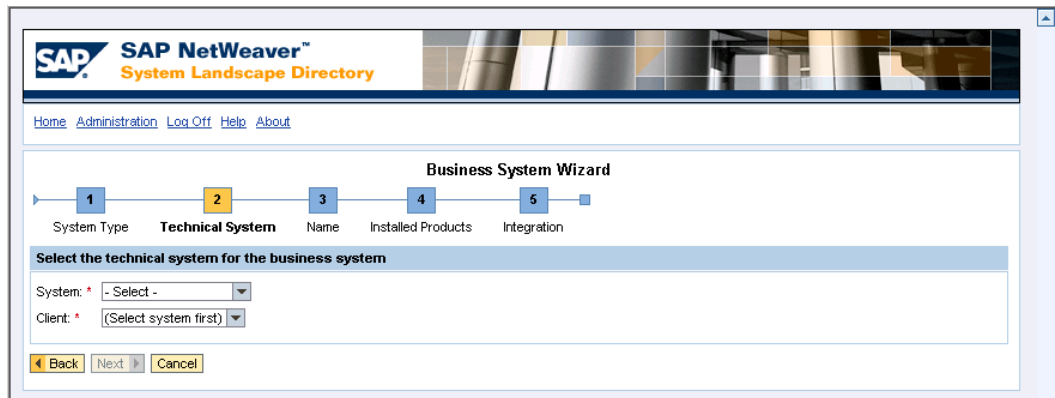 SAP
SAP NetWeaver™
System Landscape Directory
Home Administration Log Off Help About
Business System Wizard
1 2 3 4 5
System Type Technical System Name Installed Products Integration
Select the technical system for the business system
System: * - Select -
Client: * (Select system first)
Back Next Cancel